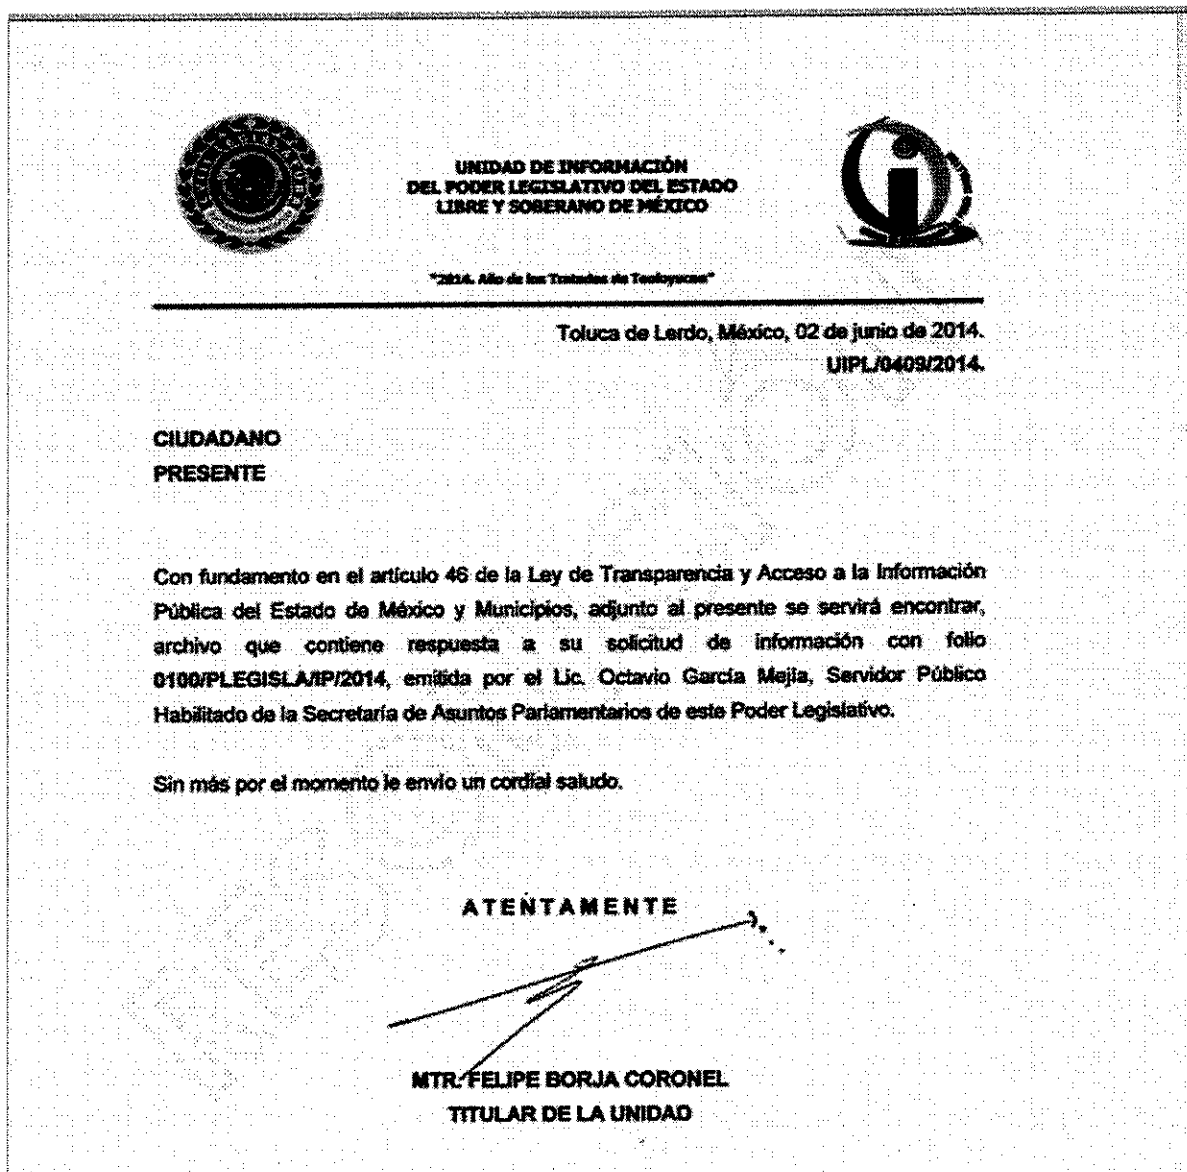 UNIDAD DE INFORMACIÓN
DEL PODER LEGISLATIVO DEL ESTADO
LIBRE Y SOBERANO DE MÉXICO
"2014. Año de los Tratados de Teoloyucan"
Toluca de Lerdo, México, 02 de junio de 2014.
UIPL/0409/2014.
CIUDADANO
PRESENTE
Con fundamento en el artículo 46 de la Ley de Transparencia y Acceso a la Información
Pública del Estado de México y Municipios, adjunto al presente se servirá encontrar,
archivo que contiene respuesta a su solicitud de información con folio
0100/PLEGISLA/IP/2014, emitida por el Lic. Octavio García Mejía, Servidor Público
Habilitado de la Secretaría de Asuntos Parlamentarios de este Poder Legislativo.
Sin más por el momento le envío un cordial saludo.
ATENTAMENTE
MTR. FELIPE BORJA CORONEL
TITULAR DE LA UNIDAD